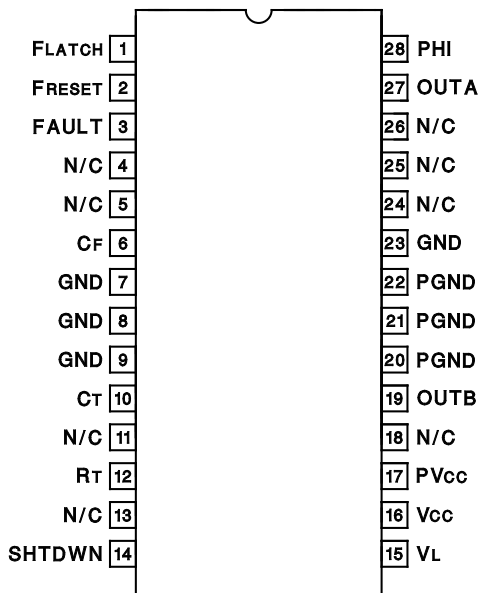 FLATCH 1 28 PHI
FRESET 2 27 OUTA
FAULT 3 26 N/C
N/C 4 25 N/C
N/C 5 24 N/C
CF 6 23 GND
GND 7 22 PGND
GND 8 21 PGND
GND 9 20 PGND
CT 10 19 OUTB
N/C 11 18 N/C
RT 12 17 PVCC
N/C 13 16 VCC
SHTDWN 14 15 VL